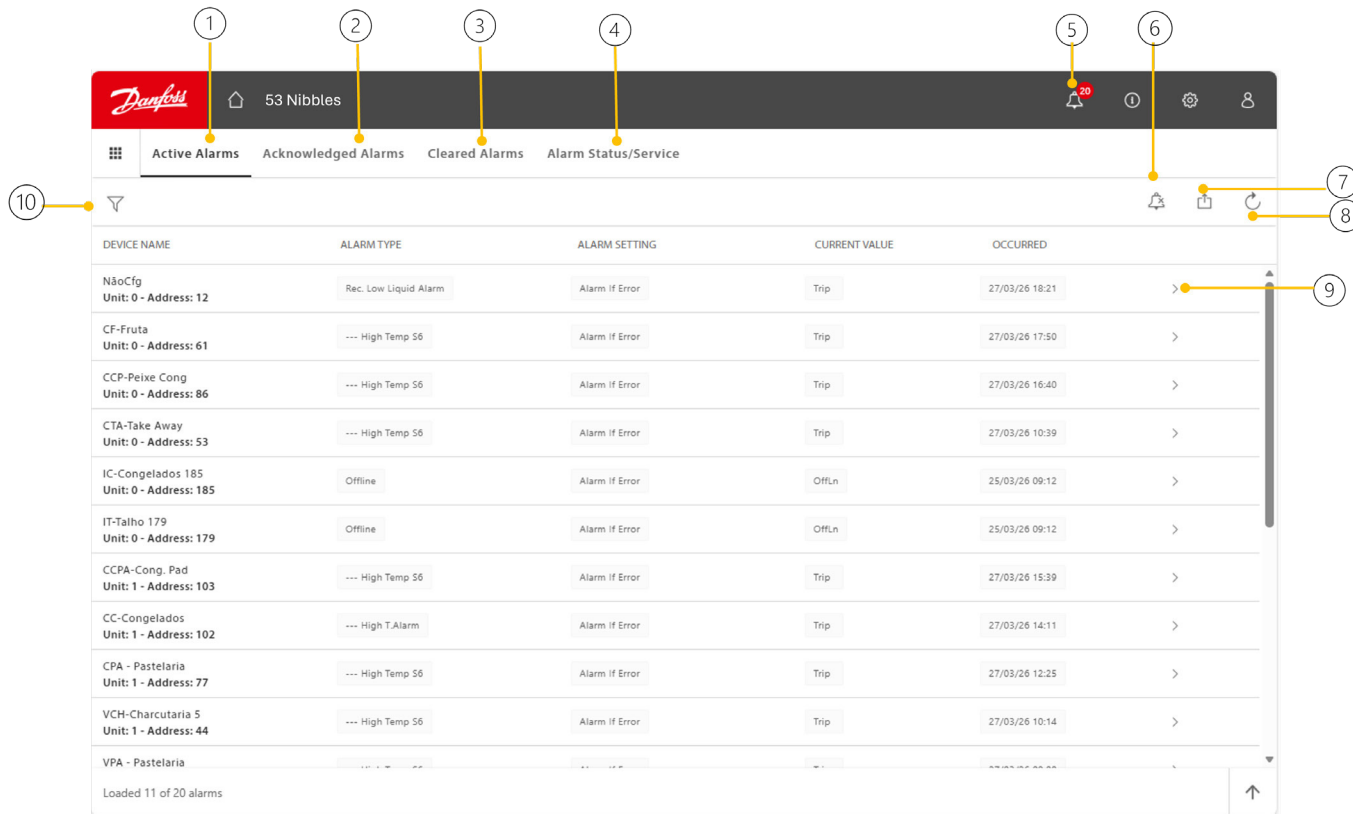 1
2
3
4
5
6
Danfoss
53 Nibbles
20
Active Alarms
Acknowledged Alarms
Cleared Alarms
Alarm Status/Service
7
8
10
DEVICE NAME ALARM TYPE ALARM SETTING CURRENT VALUE OCCURRED
NãoCfg
Unit: 0 - Address: 12
Rec. Low Liquid Alarm
Alarm If Error
Trip
27/03/26 18:21
9
CF-Fruta
Unit: 0 - Address: 61
--- High Temp S6
Alarm If Error
Trip
27/03/26 17:50
CCP-Peixe Cong
Unit: 0 - Address: 86
--- High Temp S6
Alarm If Error
Trip
27/03/26 16:40
CTA-Take Away
Unit: 0 - Address: 53
--- High Temp S6
Alarm If Error
Trip
27/03/26 10:39
IC-Congelados 185
Unit: 0 - Address: 185
Offline
Alarm If Error
OffLn
25/03/26 09:12
IT-Talho 179
Unit: 0 - Address: 179
Offline
Alarm If Error
OffLn
25/03/26 09:12
CCPA-Cong. Pad
Unit: 1 - Address: 103
--- High Temp S6
Alarm If Error
Trip
27/03/26 15:39
CC-Congelados
Unit: 1 - Address: 102
--- High T.Alarm
Alarm If Error
Trip
27/03/26 14:11
CPA - Pastelaria
Unit: 1 - Address: 77
--- High Temp S6
Alarm If Error
Trip
27/03/26 12:25
VCH-Charcutaria 5
Unit: 1 - Address: 44
--- High Temp S6
Alarm If Error
Trip
27/03/26 10:14
VPA - Pastelaria
Loaded 11 of 20 alarms